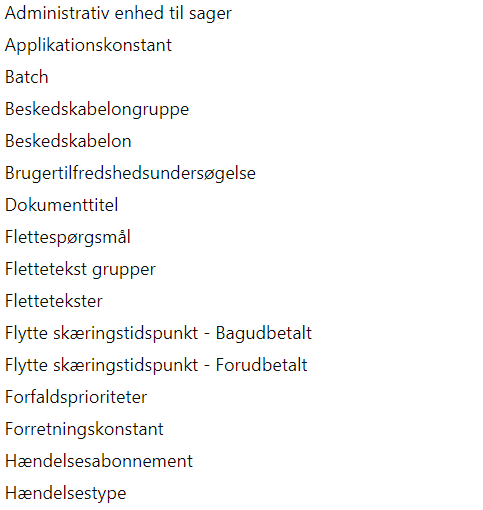 Administrativ enhed til sager
Applikationskonstant
Batch
Beskedskabelongruppe
Beskedskabelon
Brugertilfredshedsundersøgelse
Dokumenttitel
Flettespørgsmål
Flettetekst grupper
Flettetekster
Flytte skæringstidspunkt - Bagudbetalt
Flytte skæringstidspunkt - Forudbetalt
Forfaldsprioriteter
Forretningskonstant
Hændelsesabonnement
Hændelsestype